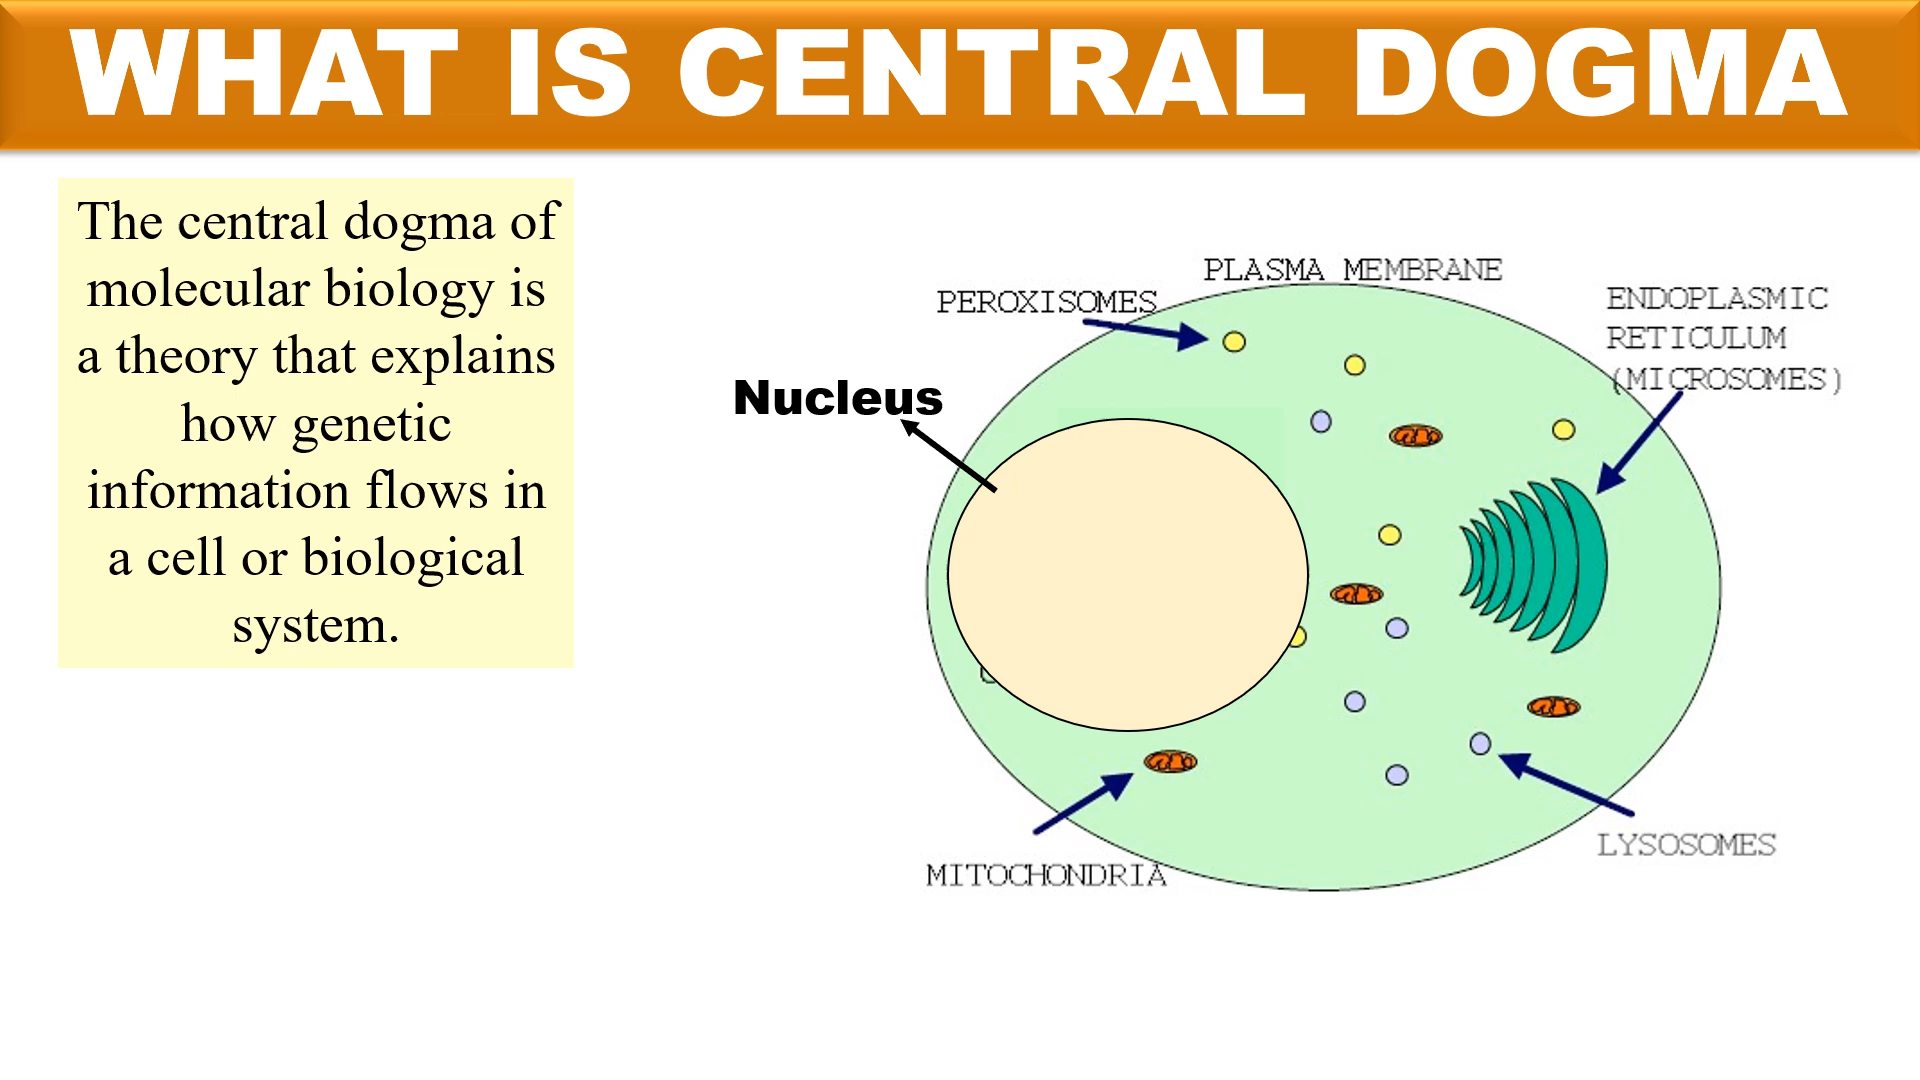 WHAT IS CENTRAL DOGMA
The central dogma of
molecular biology is
a theory that explains
how genetic
information flows in
a cell or biological
system.
PLASMA MEMBRANE
PEROXISOMES
ENDOPLASMIC
RETICULUM
(MICROSOMES)
Nucleus
LYSOSOMES
MITOCHONDRIA